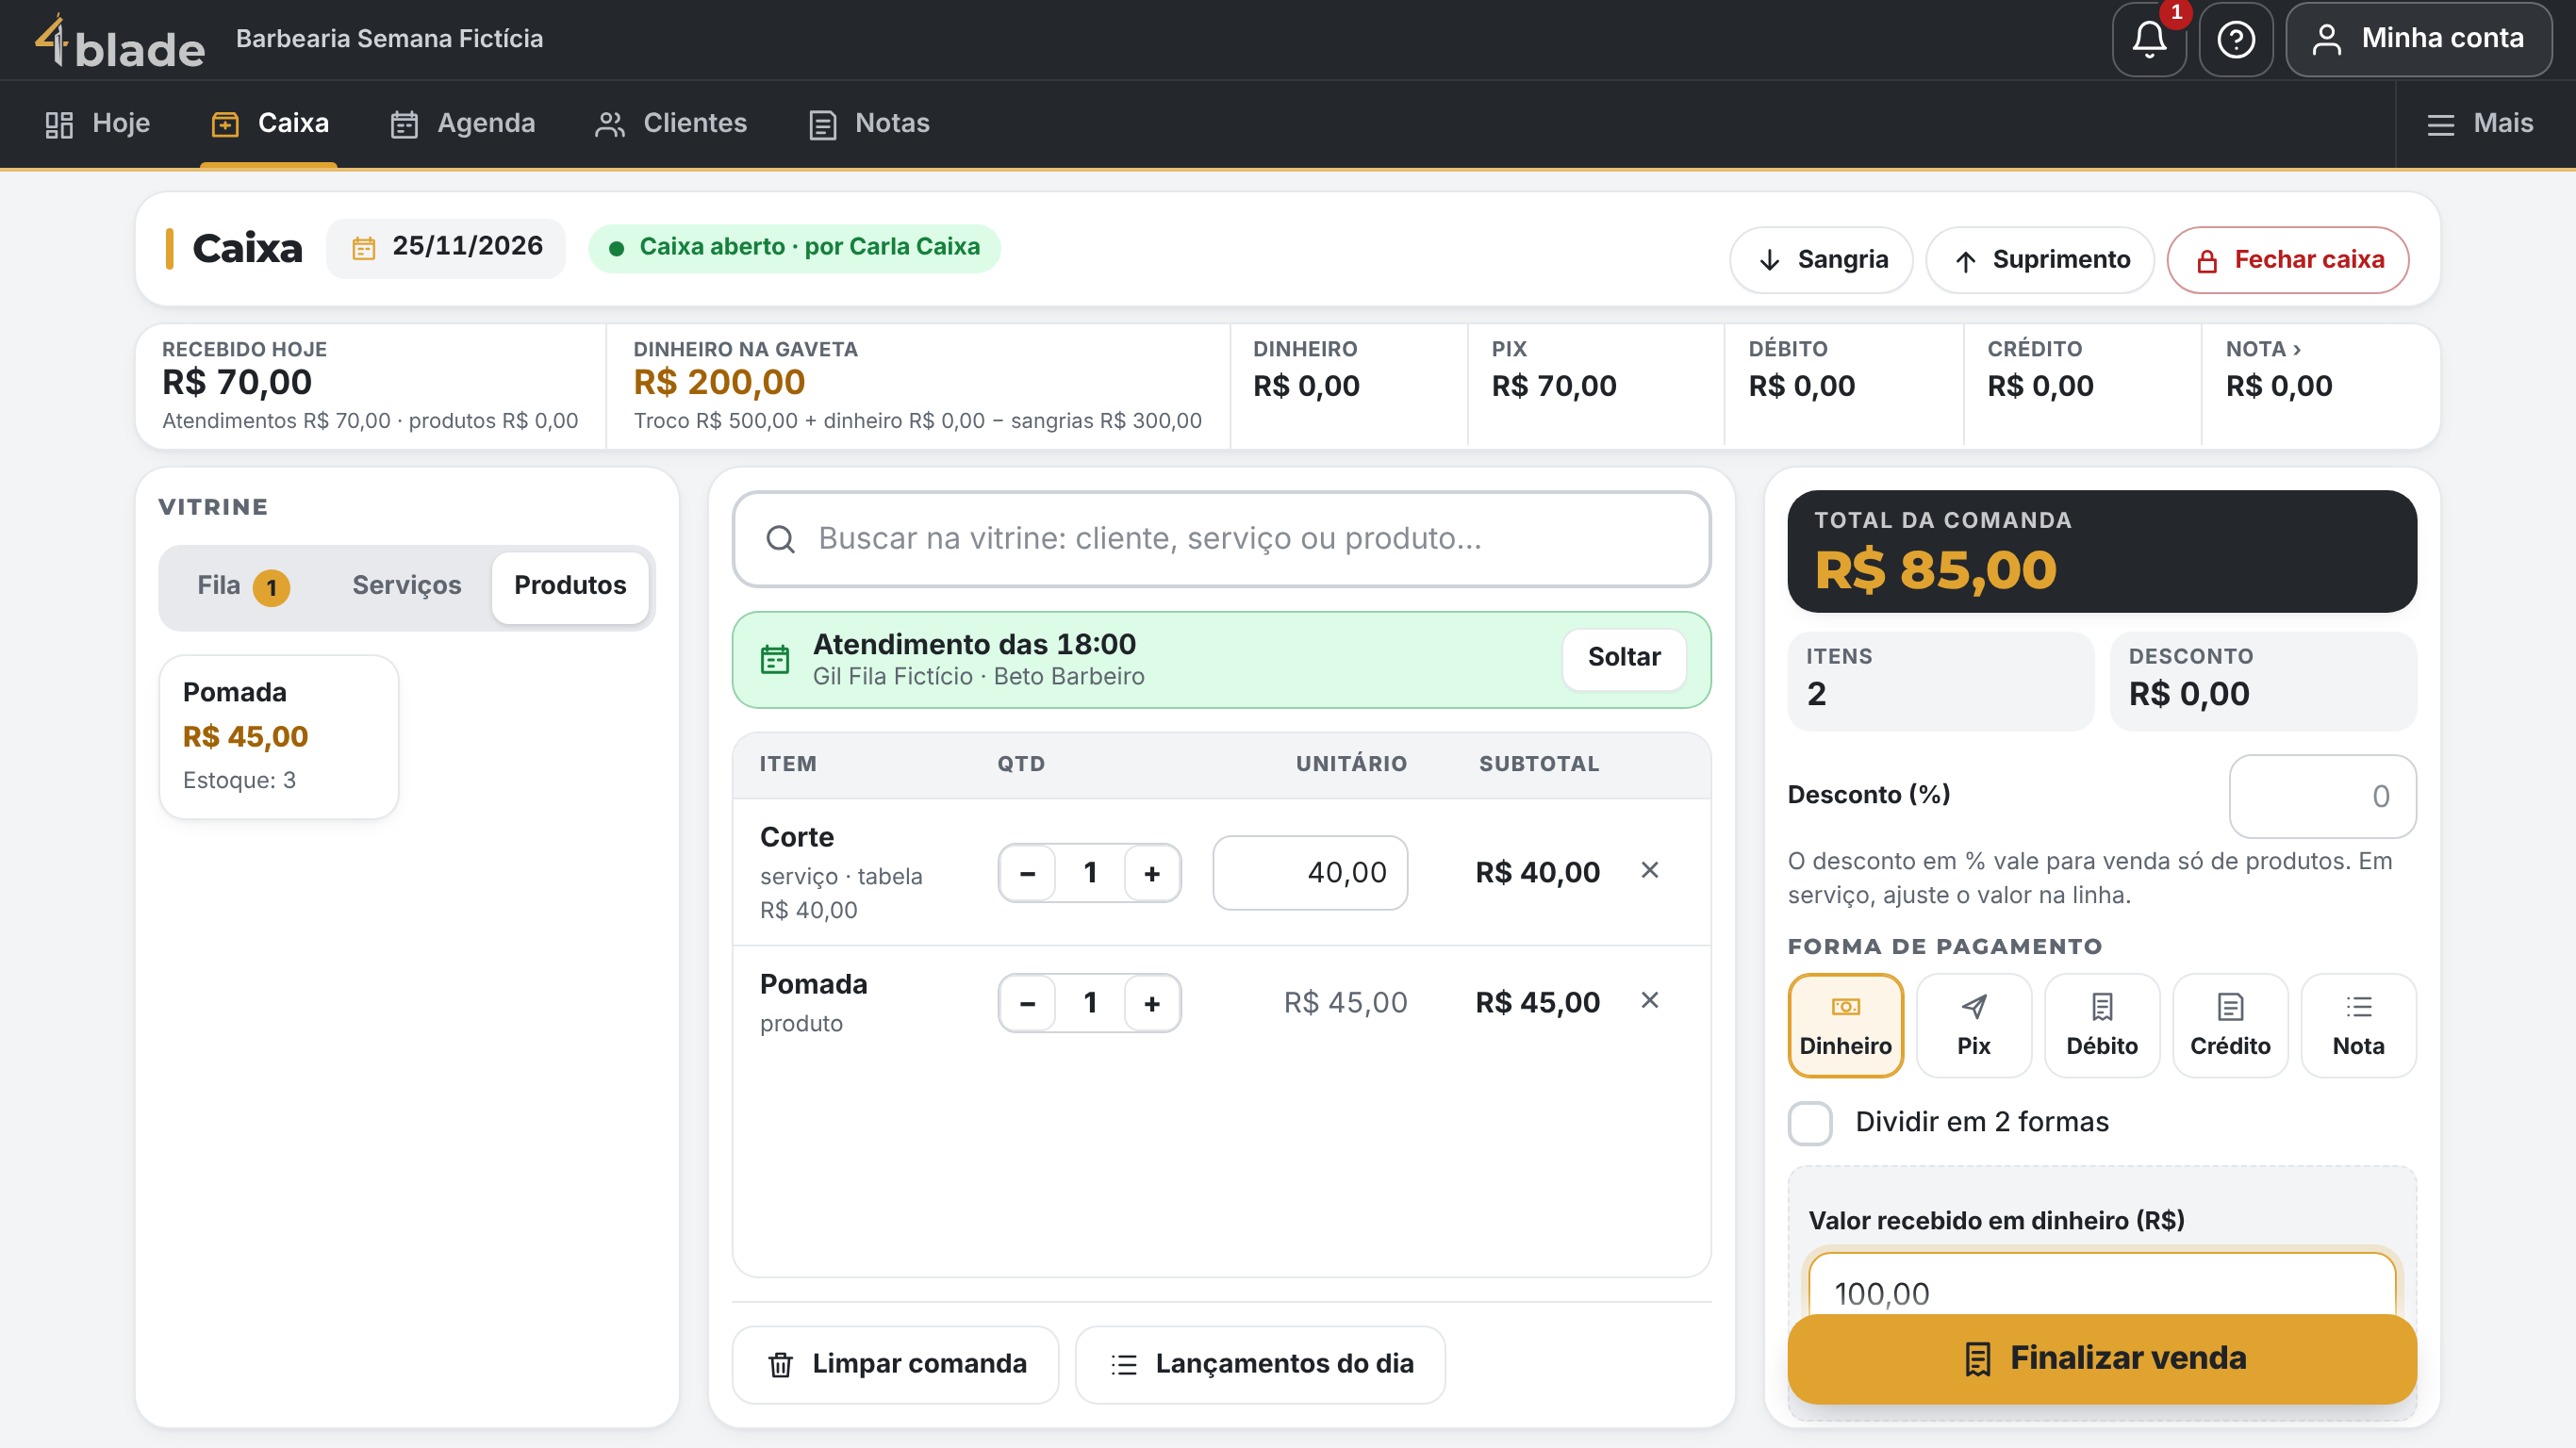 4blade
Barbearia Semana Fictícia
1
Minha conta
Hoje
Caixa
Agenda
Clientes
Notas
Mais
Caixa
25/11/2026
Caixa aberto · por Carla Caixa
Sangria
Suprimento
Fechar caixa
RECEBIDO HOJE
R$ 70,00
Atendimentos R$ 70,00 · produtos R$ 0,00
DINHEIRO NA GAVETA
R$ 200,00
Troco R$ 500,00 + dinheiro R$ 0,00 − sangrias R$ 300,00
DINHEIRO
R$ 0,00
PIX
R$ 70,00
DÉBITO
R$ 0,00
CRÉDITO
R$ 0,00
NOTA ›
R$ 0,00
VITRINE
Fila 1
Serviços
Produtos
Pomada
R$ 45,00
Estoque: 3
Buscar na vitrine: cliente, serviço ou produto...
Atendimento das 18:00
Gil Fila Fictício · Beto Barbeiro
Soltar
ITEM QTD UNITÁRIO SUBTOTAL
Corte
serviço · tabela
R$ 40,00
− 1 + 40,00 R$ 40,00 ×
Pomada
produto
− 1 + R$ 45,00 R$ 45,00 ×
Limpar comanda
Lançamentos do dia
TOTAL DA COMANDA
R$ 85,00
ITENS
2
DESCONTO
R$ 0,00
Desconto (%)
0
O desconto em % vale para venda só de produtos. Em
serviço, ajuste o valor na linha.
FORMA DE PAGAMENTO
Dinheiro
Pix
Débito
Crédito
Nota
Dividir em 2 formas
Valor recebido em dinheiro (R$)
100,00
Finalizar venda